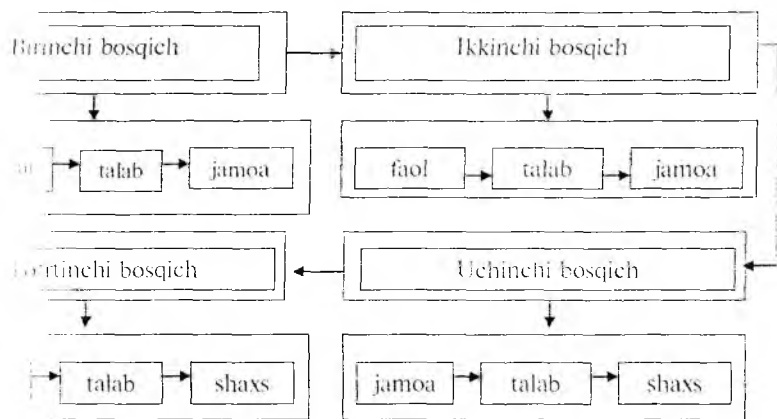 Birinchi bosqich
Ikkinchi bosqich
talab jamoa
faol talab jamoa
bosqich
Uchinchi bosqich
talab shaxs
jamoa talab shaxs